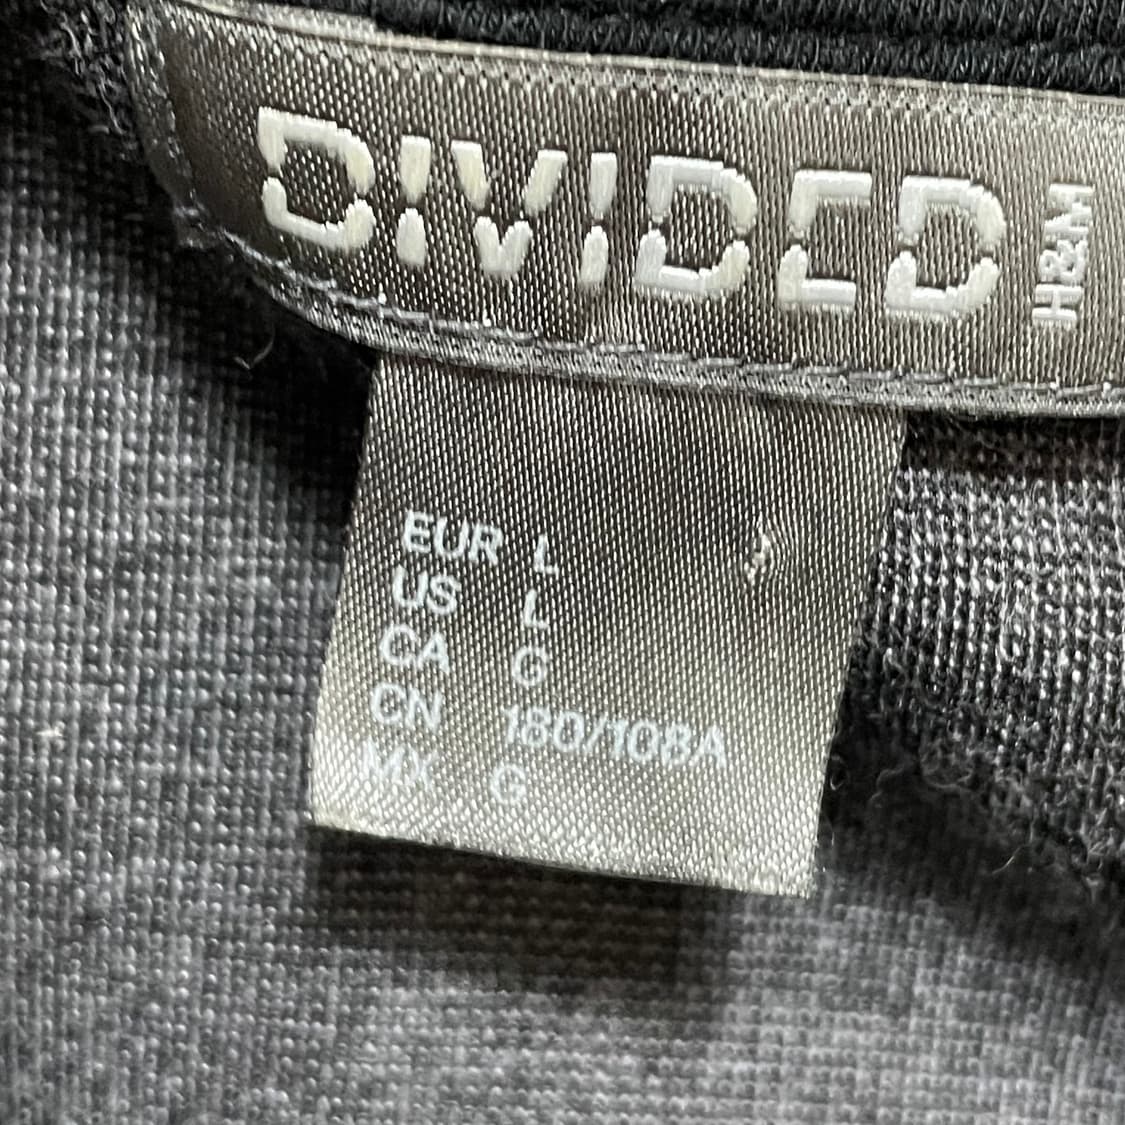 DIVIDED H&M
EUR L
US L
CA G
CN 180/108A
MX G